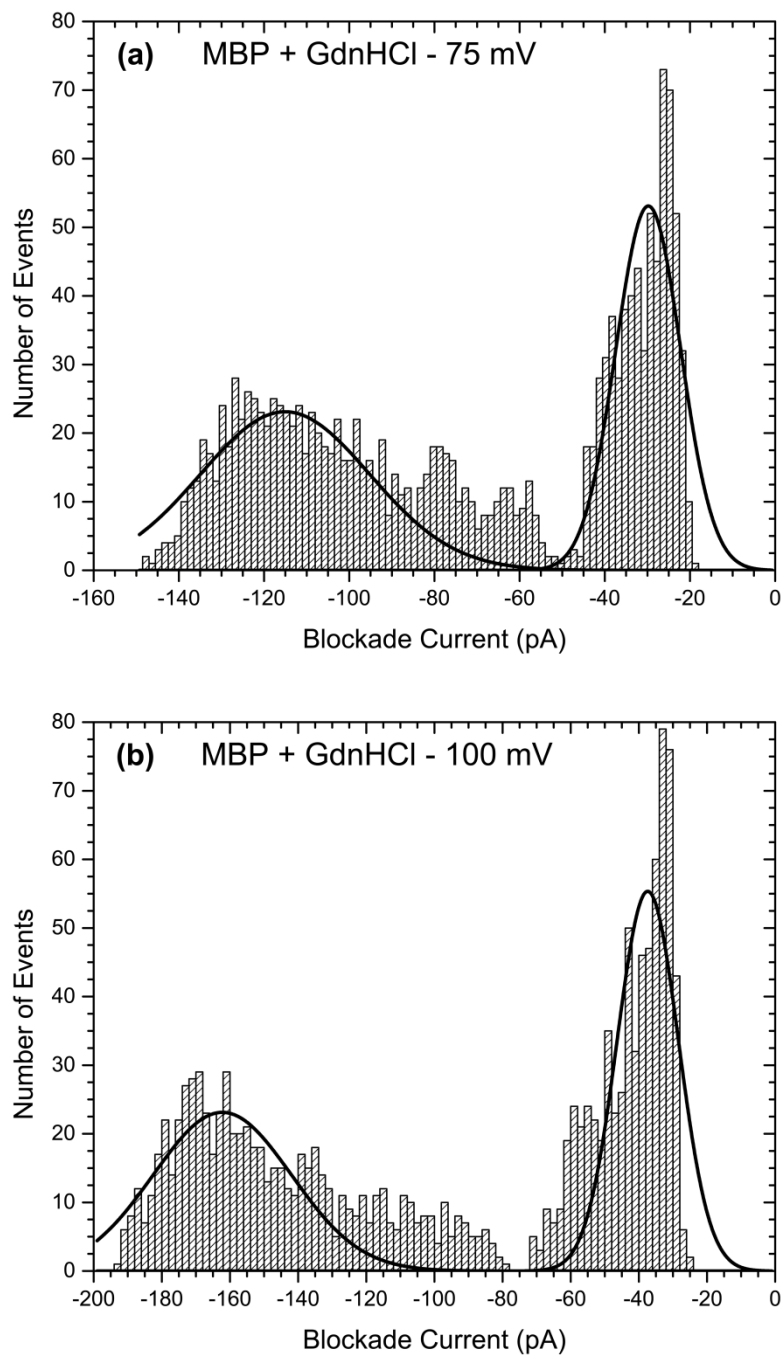 (a) MBP + GdnHCl - 75 mV
80
70
60
50
40
30
20
10
0
Number of Events
-160 -140 -120 -100 -80 -60 -40 -20 0
Blockade Current (pA)
(b) MBP + GdnHCl - 100 mV
80
70
60
50
40
30
20
10
0
Number of Events
-200 -180 -160 -140 -120 -100 -80 -60 -40 -20 0
Blockade Current (pA)